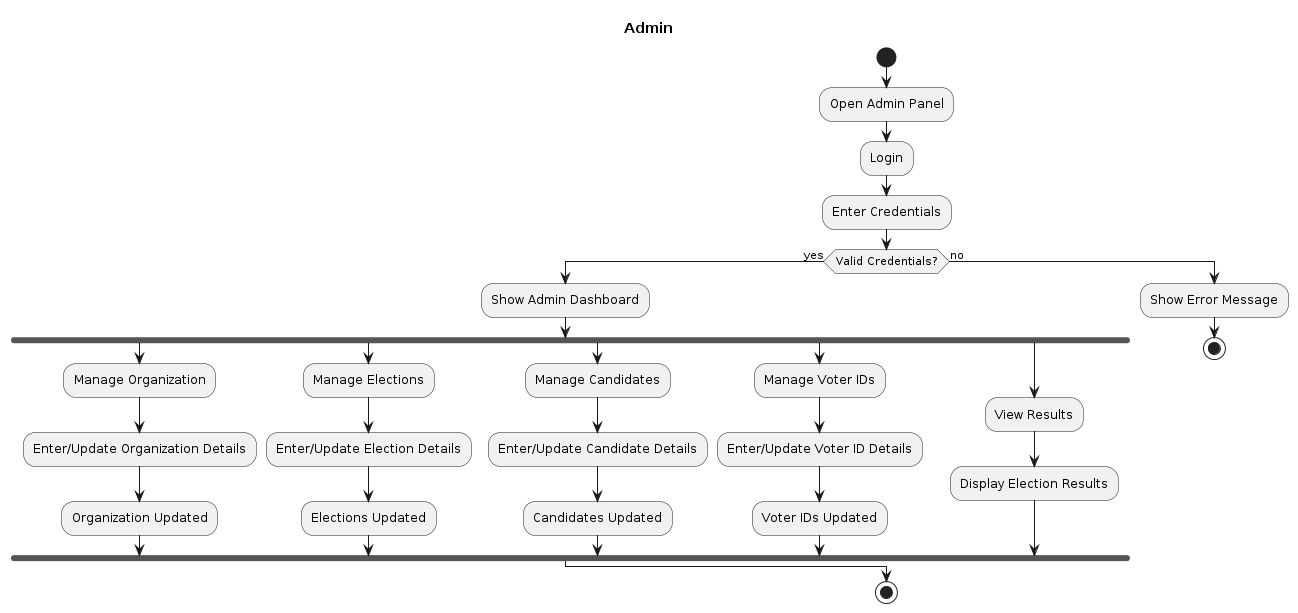 Admin
Open Admin Panel
Login
Enter Credentials
yes
Valid Credentials?
no
Show Admin Dashboard
Show Error Message
Manage Organization
Manage Elections
Manage Candidates
Manage Voter IDs
View Results
Enter/Update Organization Details
Enter/Update Election Details
Enter/Update Candidate Details
Enter/Update Voter ID Details
Display Election Results
Organization Updated
Elections Updated
Candidates Updated
Voter IDs Updated